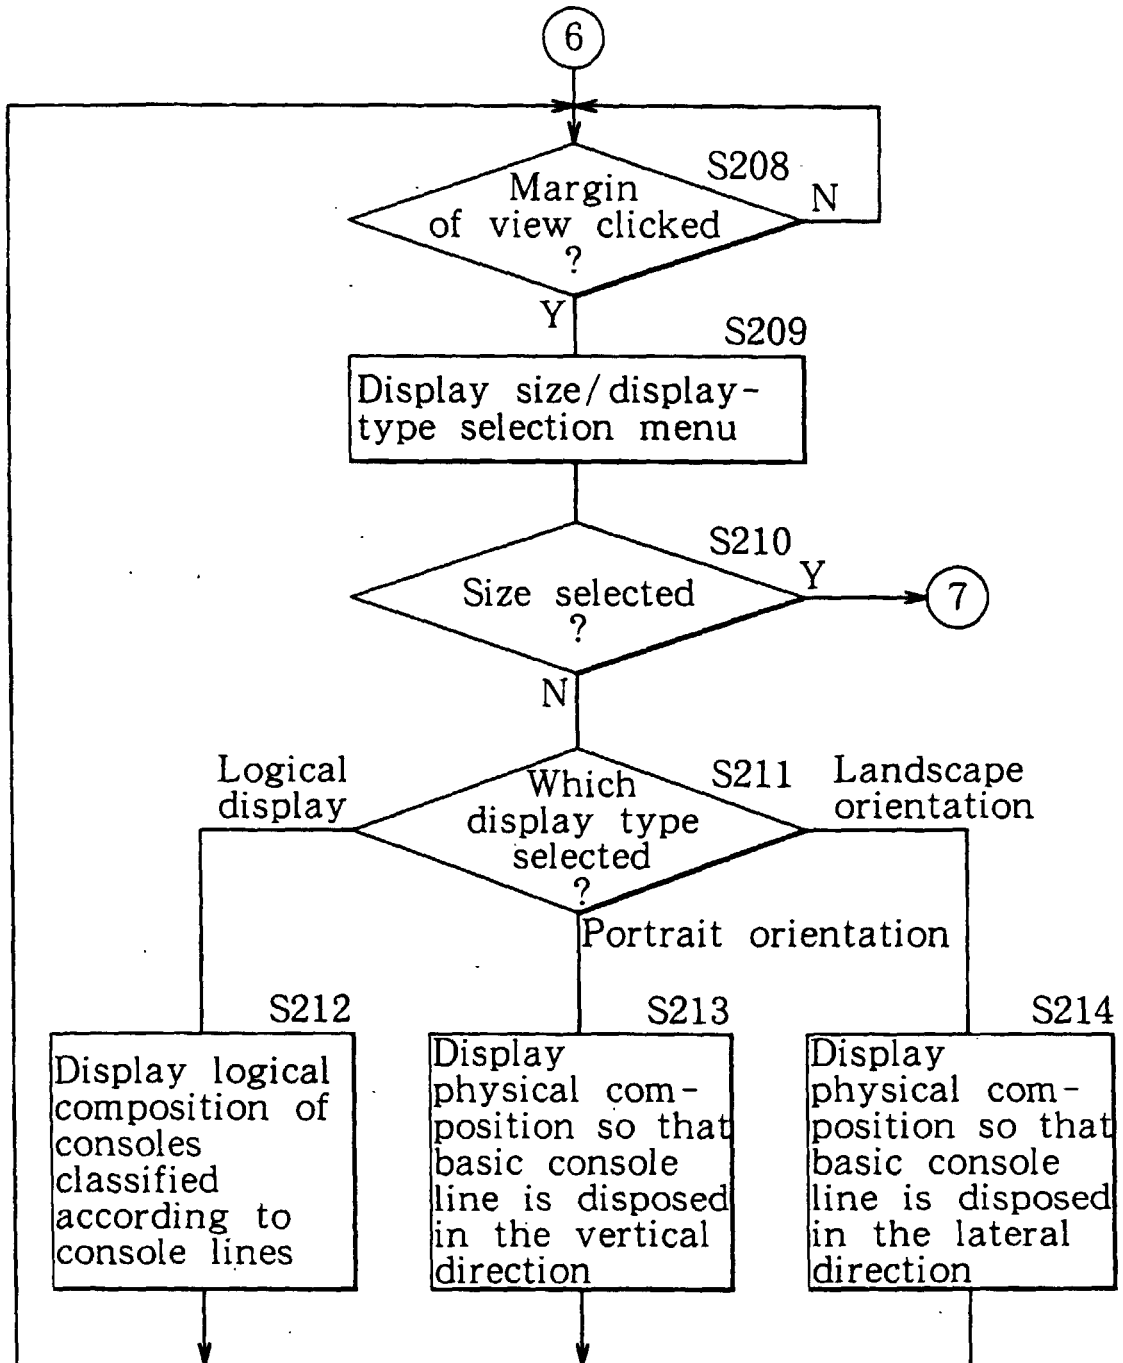 6
S208
Margin
of view clicked
?
N
Y
S209
Display size/display-
type selection menu
S210
Size selected
?
Y
7
N
S211
Which
display type
selected
?
Logical
display
Landscape
orientation
Portrait orientation
S212
Display logical
composition of
consoles
classified
according to
console lines
S213
Display
physical com-
position so that
basic console
line is disposed
in the vertical
direction
S214
Display
physical com-
position so that
basic console
line is disposed
in the lateral
direction